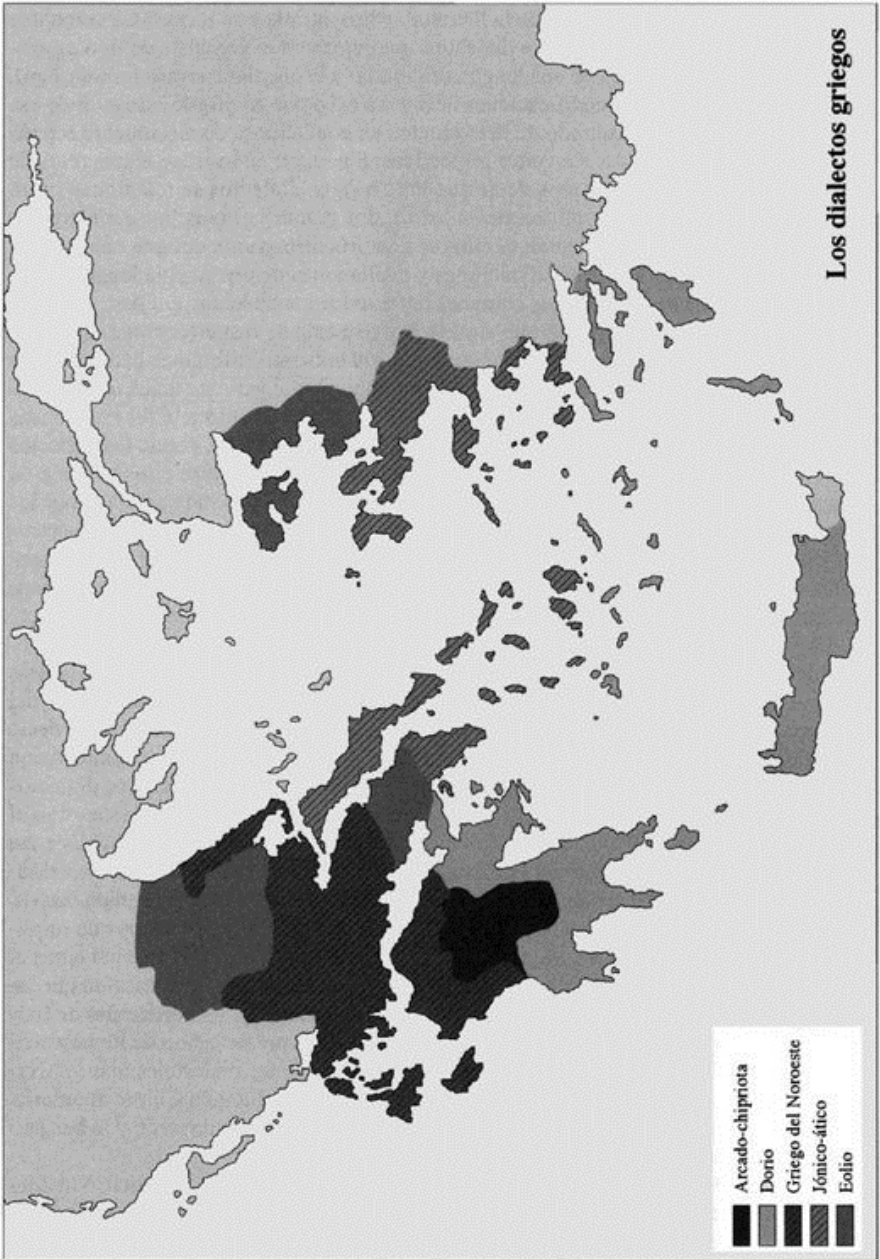 Los dialectos griegos
Arcado-chipriota
Dorio
Griego del Noroeste
Jónico-ático
Eolio